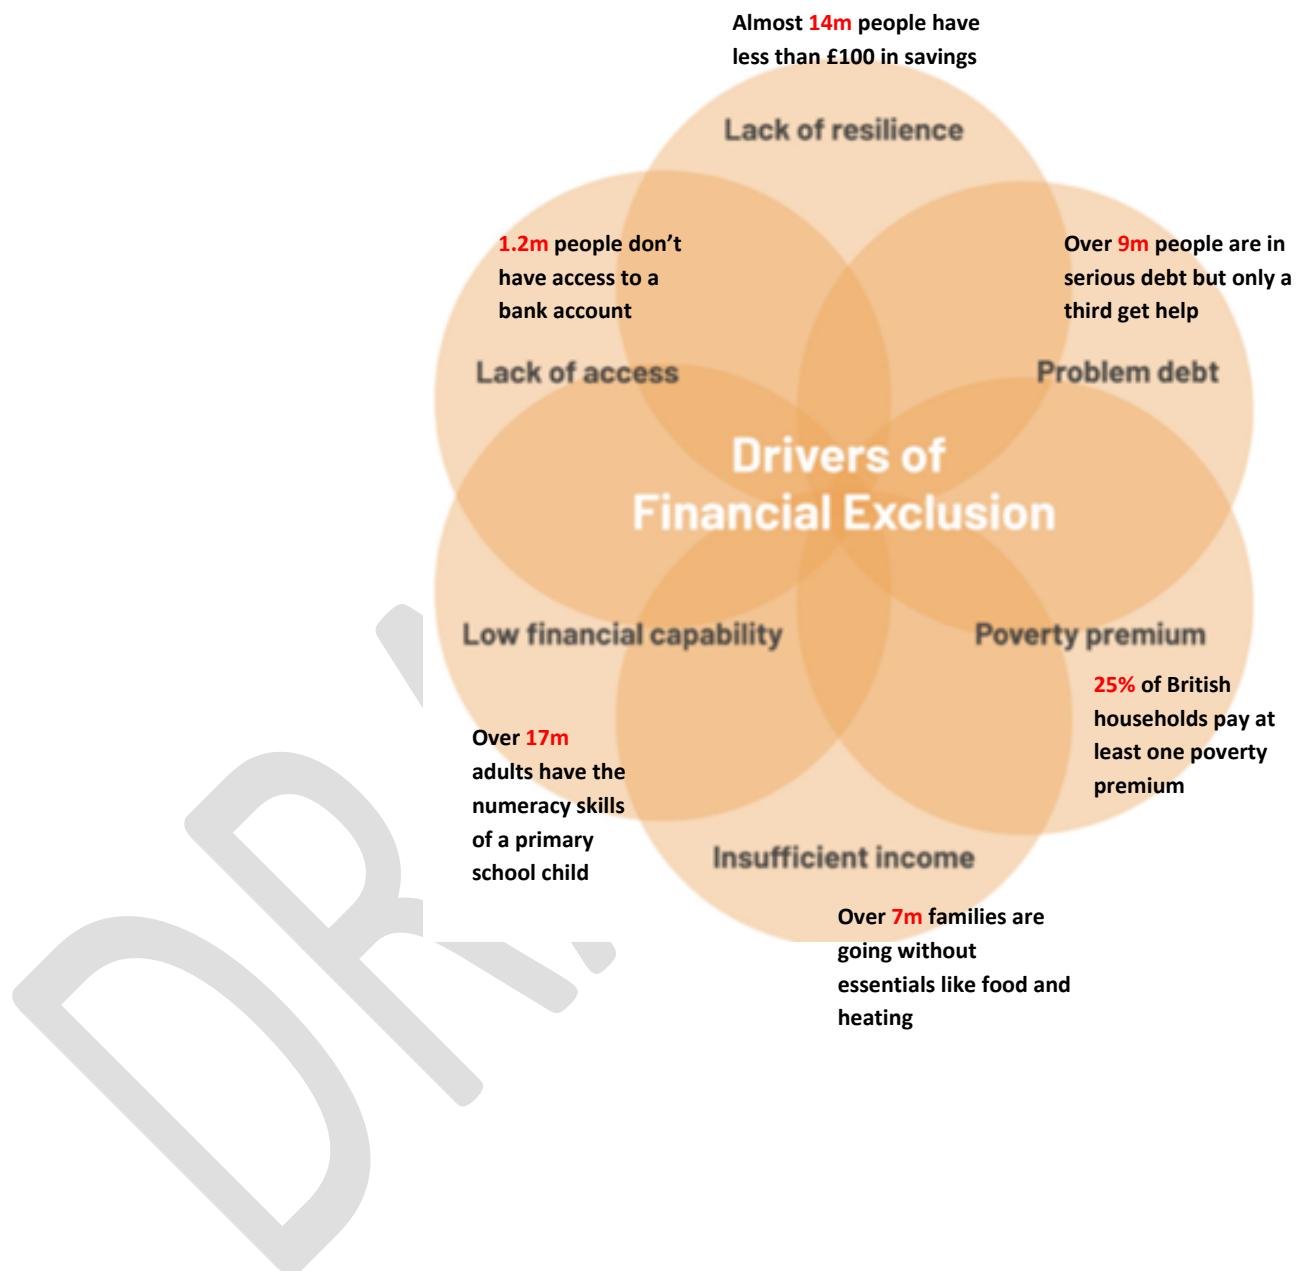 Almost 14m people have
less than £100 in savings
Lack of resilience
1.2m people don’t
have access to a
bank account
Lack of access
Over 9m people are in
serious debt but only a
third get help
Problem debt
Drivers of
Financial Exclusion
Low financial capability
Over 17m
adults have the
numeracy skills
of a primary
school child
Poverty premium
25% of British
households pay at
least one poverty
premium
Insufficient income
Over 7m families are
going without
essentials like food and
heating